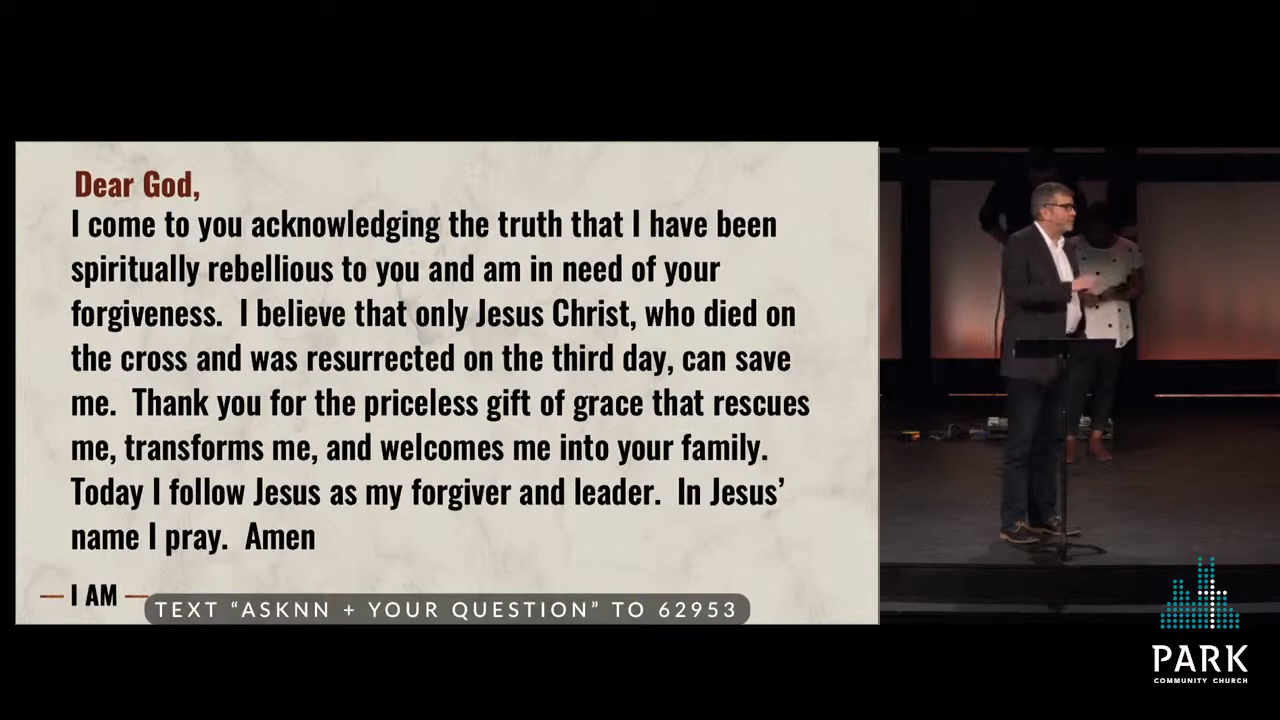 Dear God,
I come to you acknowledging the truth that I have been
spiritually rebellious to you and am in need of your
forgiveness.  I believe that only Jesus Christ, who died on
the cross and was resurrected on the third day, can save
me.  Thank you for the priceless gift of grace that rescues
me, transforms me, and welcomes me into your family.
Today I follow Jesus as my forgiver and leader.  In Jesus’
name I pray.  Amen
I AM
TEXT “ASKNN + YOUR QUESTION” TO 62953
PARK
COMMUNITY CHURCH